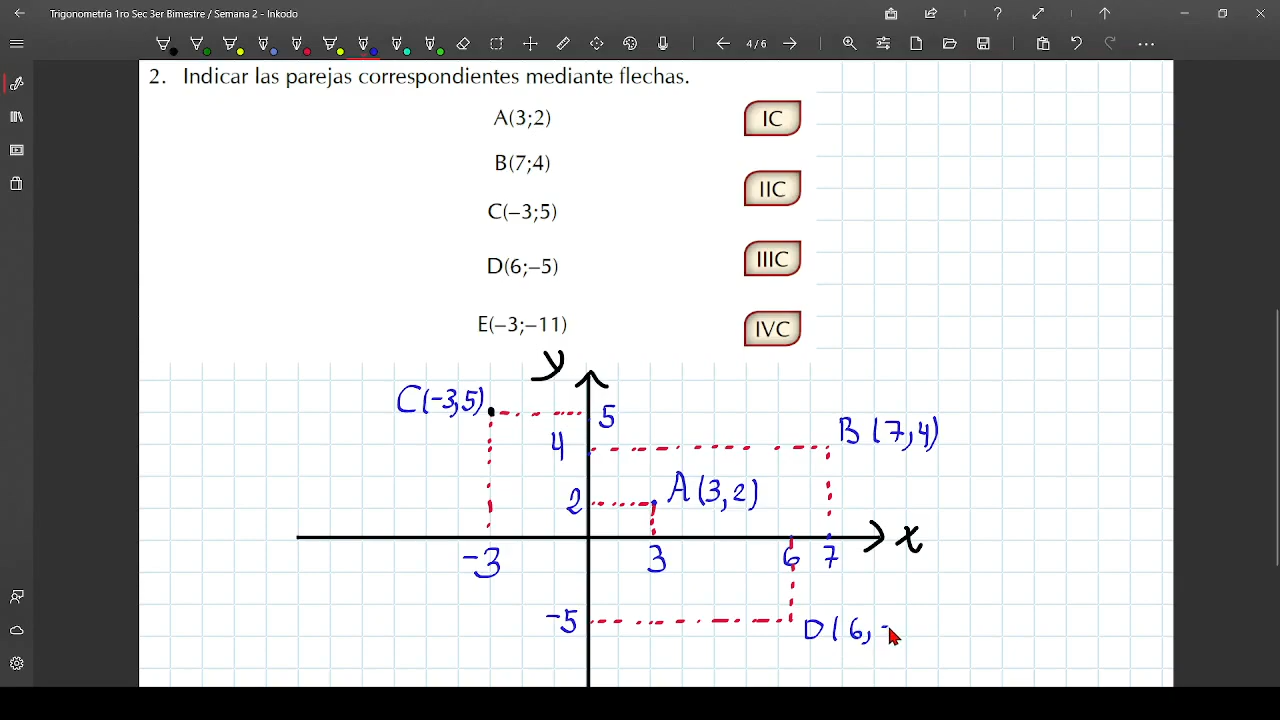 Trigonometría 1ro Sec 3er Bimestre / Semana 2 - Inkodo
4/6
2. Indicar las parejas correspondientes mediante flechas.
A(3;2)
IC
B(7;4)
IIC
C(–3;5)
IIIC
D(6;–5)
E(–3;–11)
IVC
y
C(-3,5)
5
B(7,4)
4
A(3,2)
2
x
-3
3
6
7
-5
D(6, -